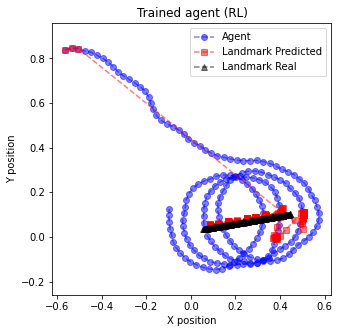 Trained agent (RL)
Agent
Landmark Predicted
Landmark Real
Y position
0.8
0.6
0.4
0.2
0.0
−0.2
−0.6 −0.4 −0.2 0.0 0.2 0.4 0.6
X position